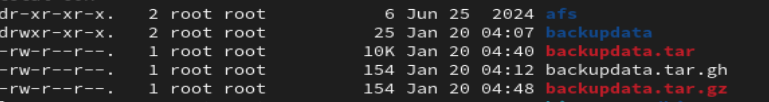 dr-xr-xr-x. 2 root root 6 Jun 25 2024 afs
drwxr-xr-x. 2 root root 25 Jan 20 04:07 backupdata
-rw-r--r--. 1 root root 10K Jan 20 04:40 backupdata.tar
-rw-r--r--. 1 root root 154 Jan 20 04:12 backupdata.tar.gh
-rw-r--r--. 1 root root 154 Jan 20 04:48 backupdata.tar.gz